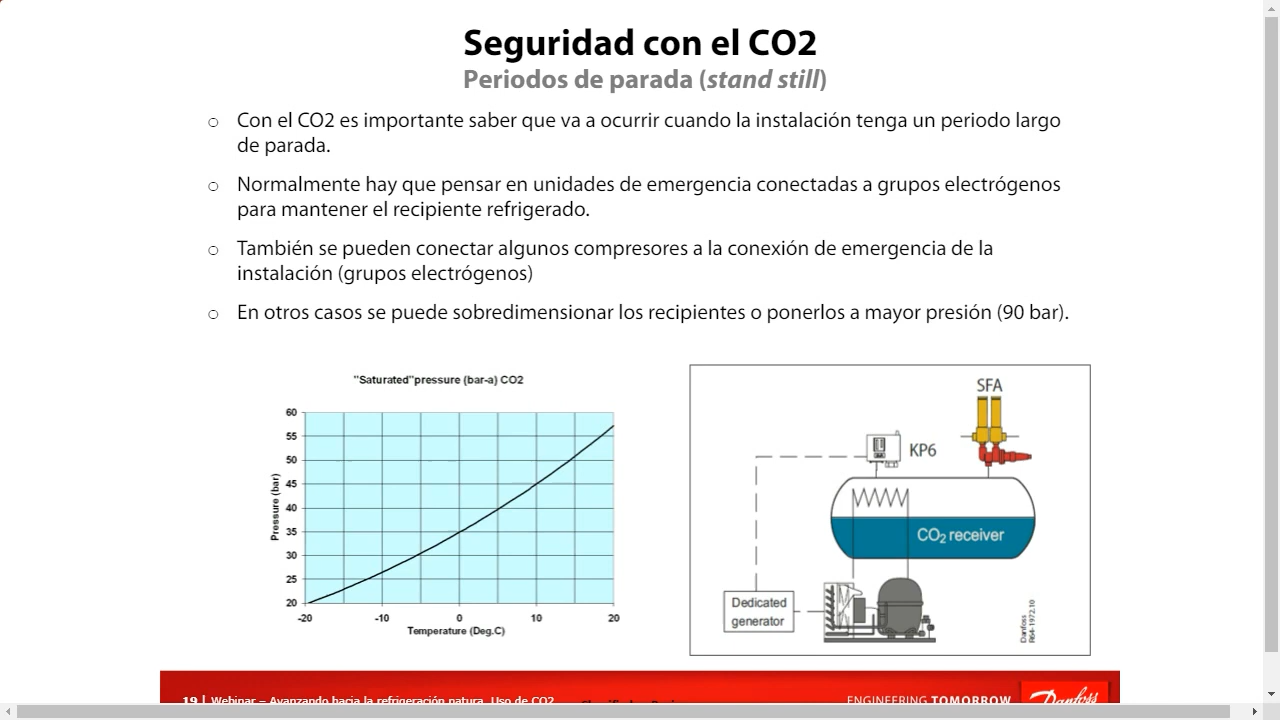 Seguridad con el CO2
Periodos de parada (stand still)
Con el CO2 es importante saber que va a ocurrir cuando la instalación tenga un periodo largo
de parada.
Normalmente hay que pensar en unidades de emergencia conectadas a grupos electrógenos
para mantener el recipiente refrigerado.
También se pueden conectar algunos compresores a la conexión de emergencia de la
instalación (grupos electrógenos)
En otros casos se puede sobredimensionar los recipientes o ponerlos a mayor presión (90 bar).
"Saturated"pressure (bar-a) CO2
Pressure (bar)
60
55
50
45
40
35
30
25
20
-20
-10
0
10
20
Temperature (Deg.C)
SFA
KP6
CO2 receiver
Dedicated
generator
Danfoss
R64-1972.10
19 | Webinar – Avanzando hacia la refrigeración natura. Uso de CO2
ENGINEERING TOMORROW
Danfoss